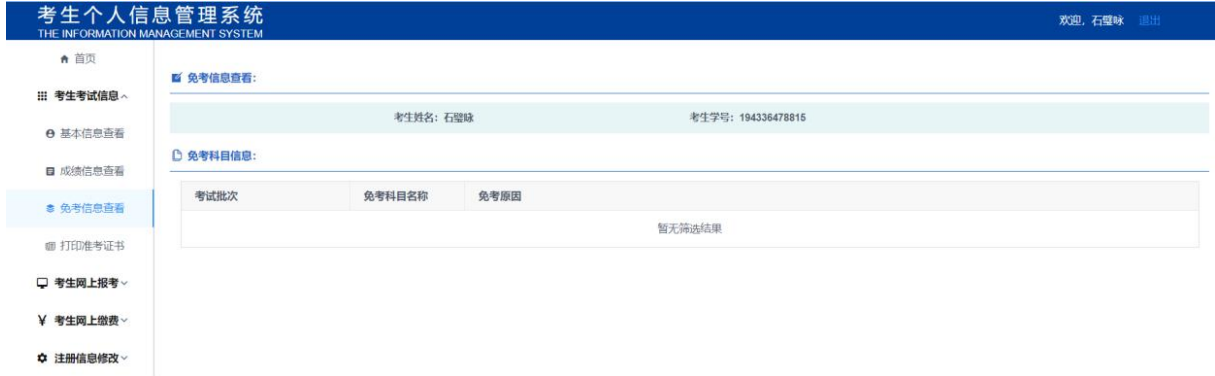 考生个人信息管理系统
THE INFORMATION MANAGEMENT SYSTEM
欢迎, 石璧咏 退出
首页
考生考试信息
基本信息查看
成绩信息查看
免考信息查看
打印准考证书
考生网上报考
¥ 考生网上缴费
注册信息修改
免考信息查看:
考生姓名: 石璧咏 考生学号: 194336478815
免考科目信息:
考试批次 免考科目名称 免考原因
暂无筛选结果